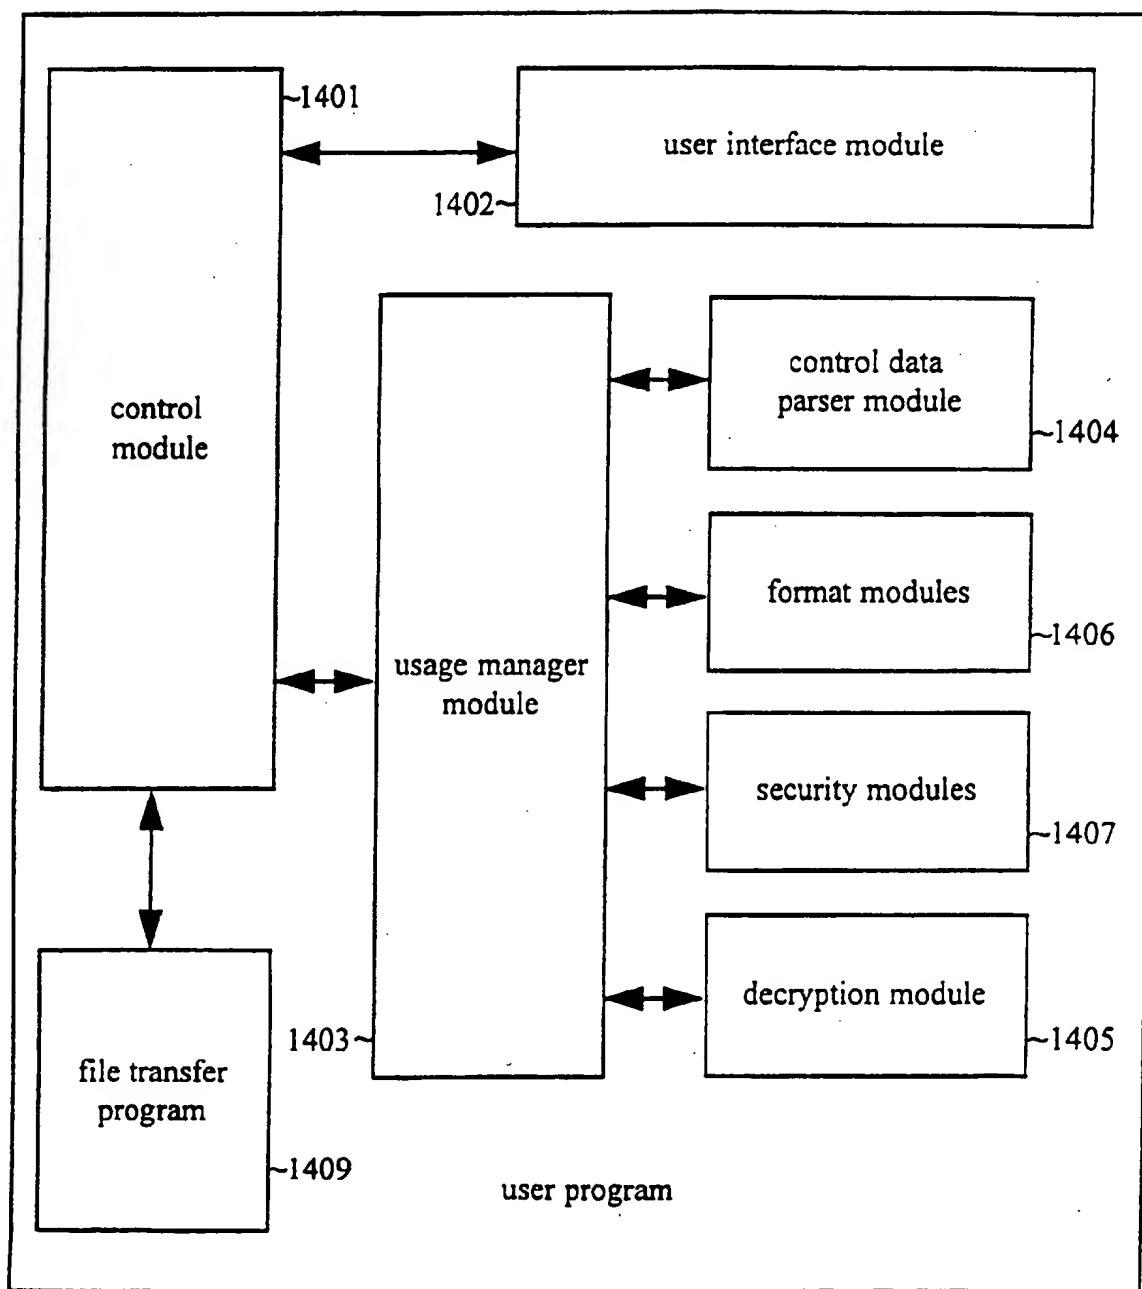 1401
user interface module
1402
control data
parser module
1404
control
module
format modules
1406
usage manager
module
security modules
1407
decryption module
1403
1405
file transfer
program
1409
user program